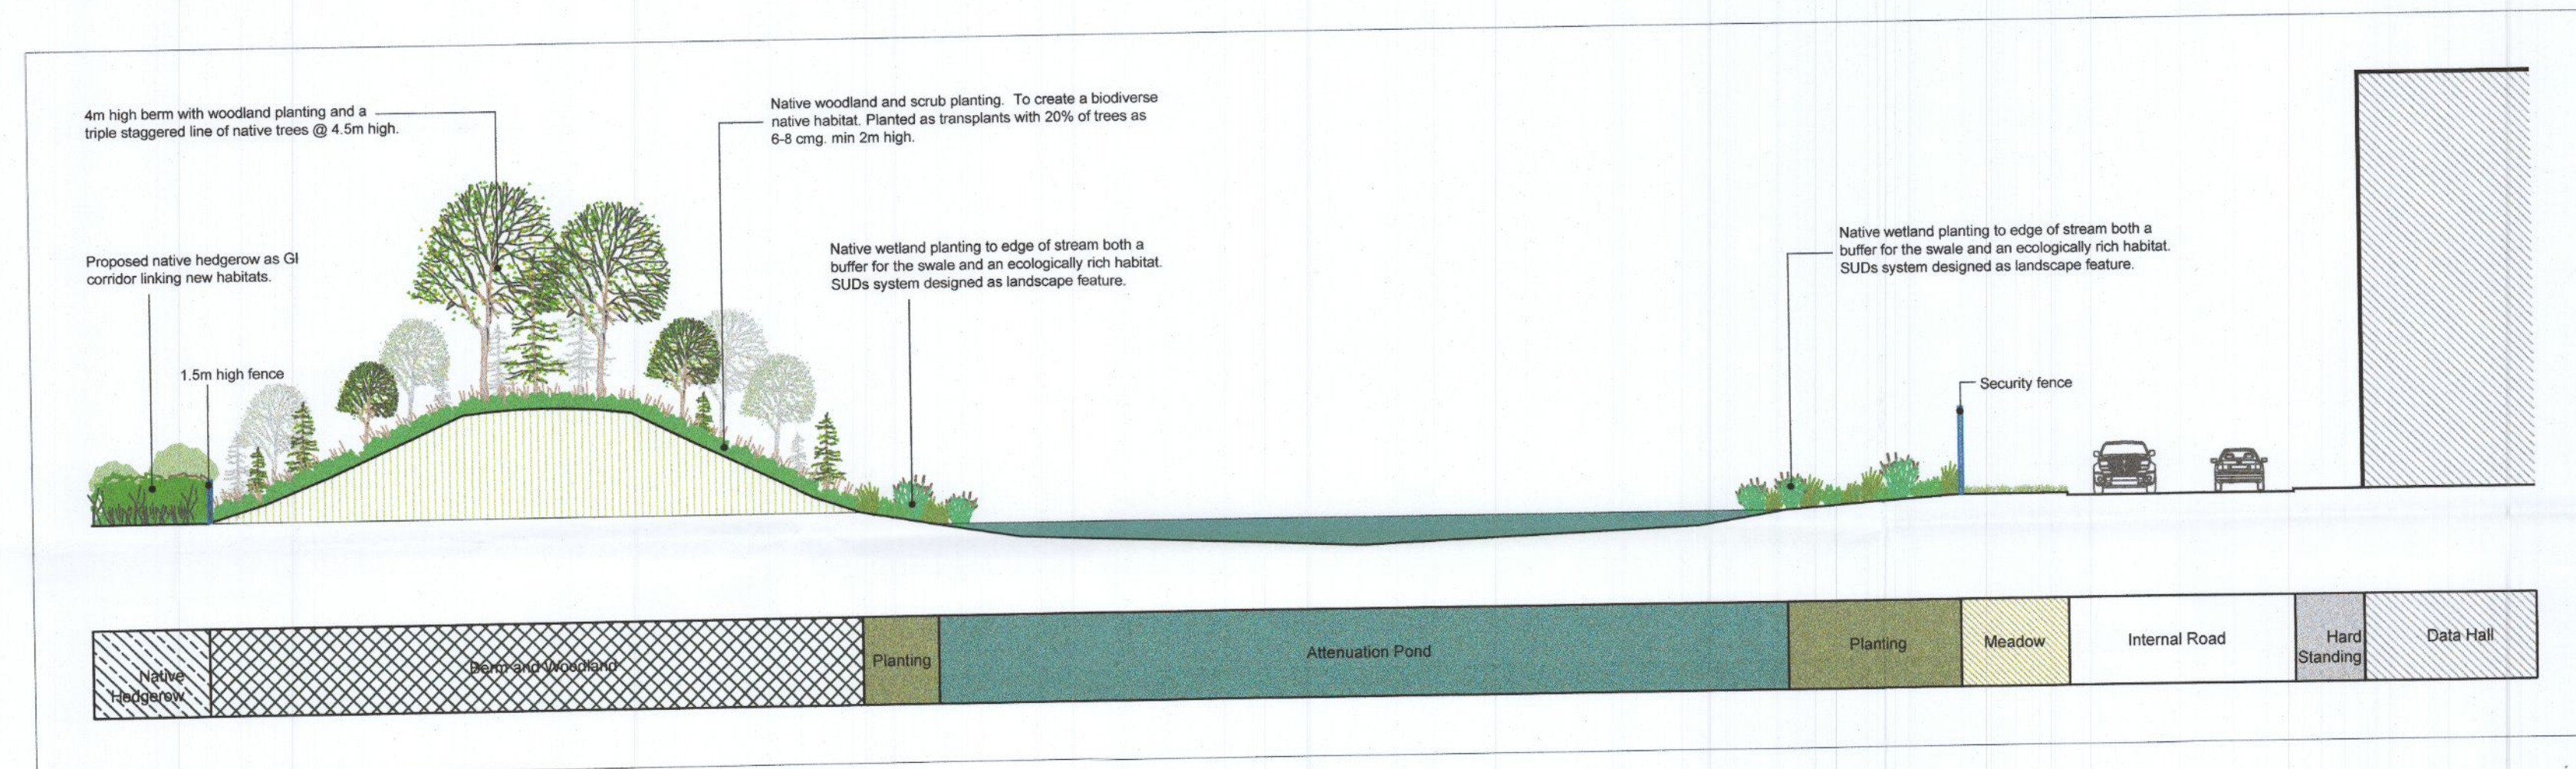 4m high berm with woodland planting and a
triple staggered line of native trees @ 4.5m high.
Native woodland and scrub planting. To create a biodiverse
native habitat. Planted as transplants with 20% of trees as
6-8 cmg. min 2m high.
Proposed native hedgerow as GI
corridor linking new habitats.
1.5m high fence
Native wetland planting to edge of stream both a
buffer for the swale and an ecologically rich habitat.
SUDs system designed as landscape feature.
Native wetland planting to edge of stream both a
buffer for the swale and an ecologically rich habitat.
SUDs system designed as landscape feature.
Security fence
Native
Hedgerow
Berm and Woodland
Planting
Attenuation Pond
Planting
Meadow
Internal Road
Hard
Standing
Data Hall